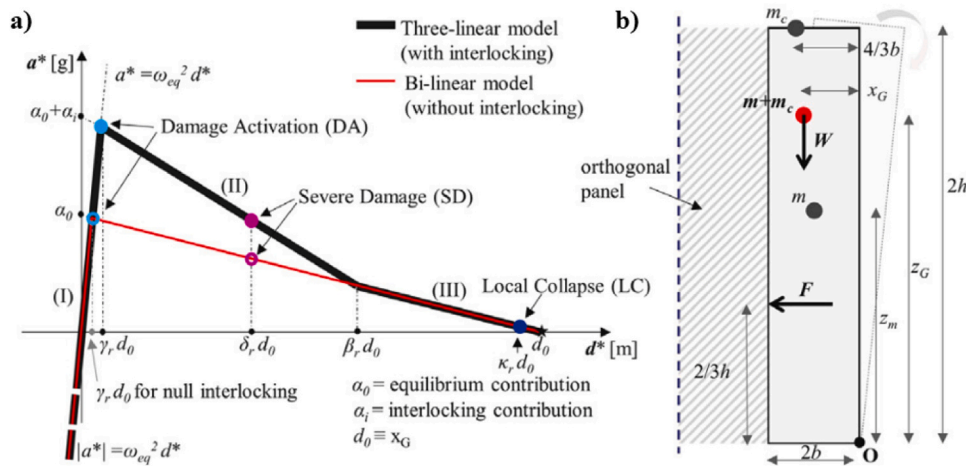 a)
Three-linear model
(with interlocking)
Bi-linear model
(without interlocking)
a* [g]
a* =ω_eq² d*
α₀+αᵢ
Damage Activation (DA)
(II)
Severe Damage (SD)
α₀
(I)
(III)
Local Collapse (LC)
γᵣ d₀
δᵣ d₀
βᵣ d₀
κᵣ d₀
d₀
d* [m]
γᵣ d₀ for null interlocking
α₀ = equilibrium contribution
αᵢ = interlocking contribution
d₀ ≡ x_G
|a*| =ω_eq² d*
b)
m_c
4/3b
x_G
m+m_c
W
orthogonal
panel
m
2h
z_G
F
z_m
2/3h
2b
O